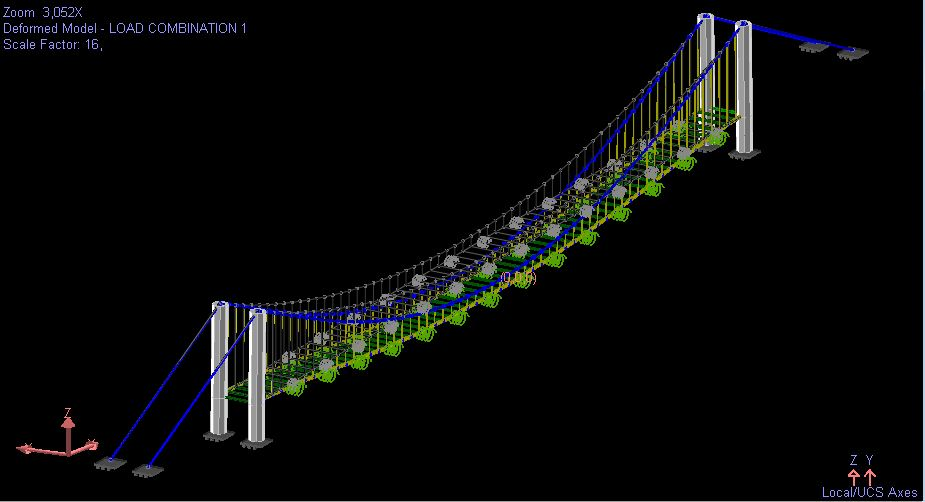 Zoom 3,052X
Deformed Model - LOAD COMBINATION 1
Scale Factor: 16,
Z
Z Y
Local/UCS Axes